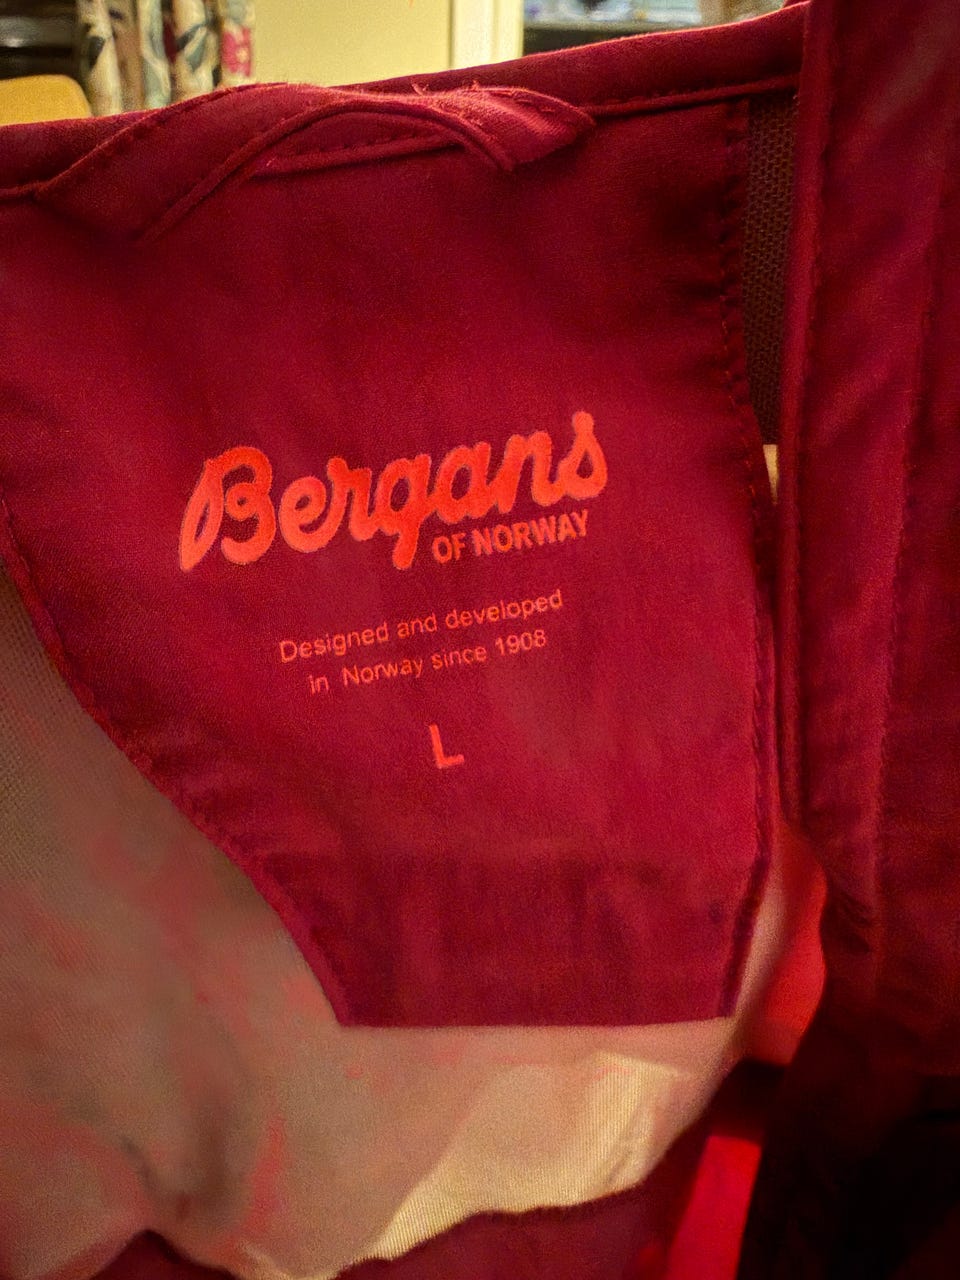 Bergans
OF NORWAY
Designed and developed
in Norway since 1908
L